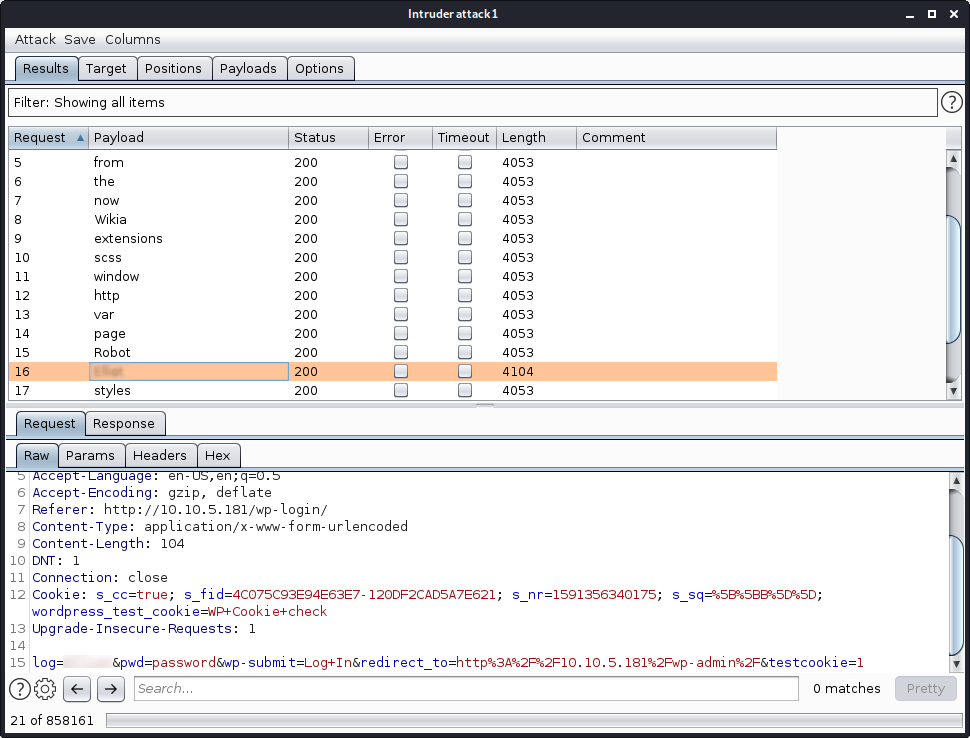 Intruder attack1
Attack Save Columns
Results Target Positions Payloads Options
Filter: Showing all items ?
Request Payload Status Error Timeout Length Comment
5 from 200 4053
6 the 200 4053
7 now 200 4053
8 Wikia 200 4053
9 extensions 200 4053
10 scss 200 4053
11 window 200 4053
12 http 200 4053
13 var 200 4053
14 page 200 4053
15 Robot 200 4053
16 200 4104
17 styles 200 4053
Request Response
Raw Params Headers Hex
5 Accept-Language: en-US,en;q=0.5
6 Accept-Encoding: gzip, deflate
7 Referer: http://10.10.5.181/wp-login/
8 Content-Type: application/x-www-form-urlencoded
9 Content-Length: 104
10 DNT: 1
11 Connection: close
12 Cookie: s_cc=true; s_fid=4C075C93E94E63E7-120DF2CAD5A7E621; s_nr=1591356340175; s_sq=%5B%5BB%5D%5D;
wordpress_test_cookie=WP+Cookie+check
13 Upgrade-Insecure-Requests: 1
14
15 log= &pwd=password&wp-submit=Log+In&redirect_to=http%3A%2F%2F10.10.5.181%2Fwp-admin%2F&testcookie=1
? Search... 0 matches Pretty
21 of 858161